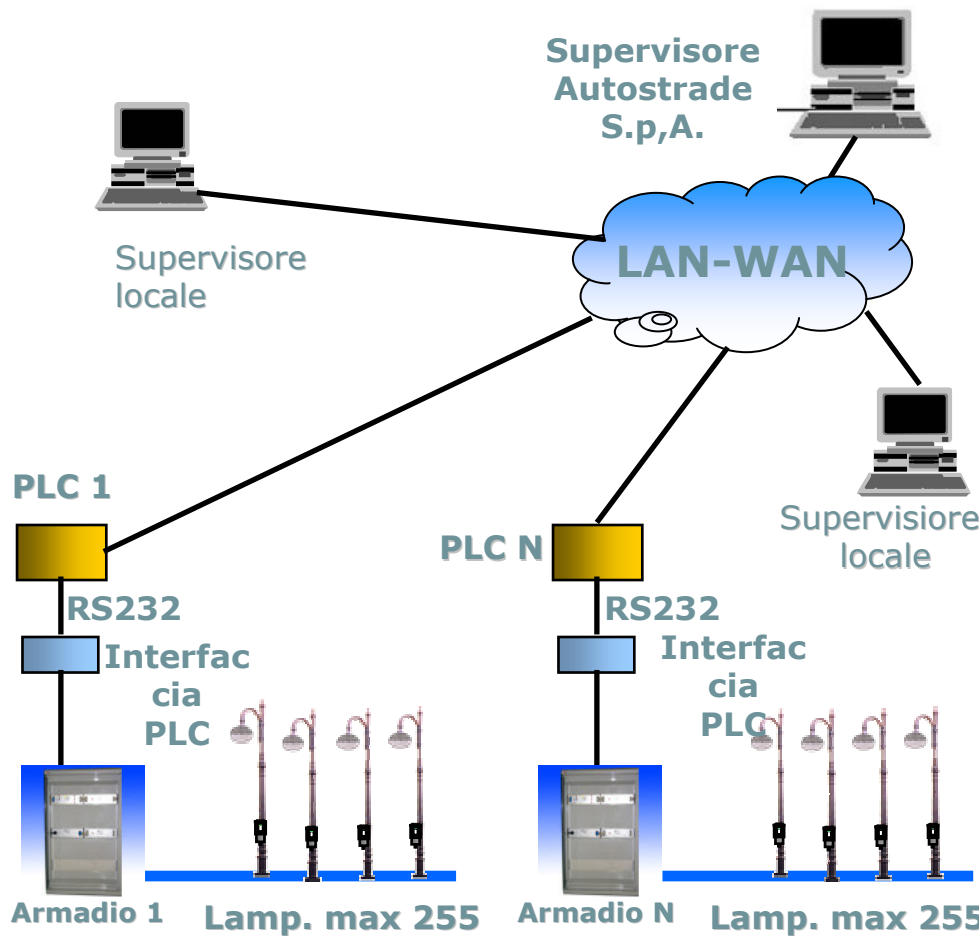 Supervisore
Autostrade
S.p,A.
Supervisore
locale
LAN-WAN
PLC 1
PLC N
Supervisiore
locale
RS232
Interfac
cia
PLC
RS232
Interfac
cia
PLC
Armadio 1
Lamp. max 255
Armadio N
Lamp. max 255